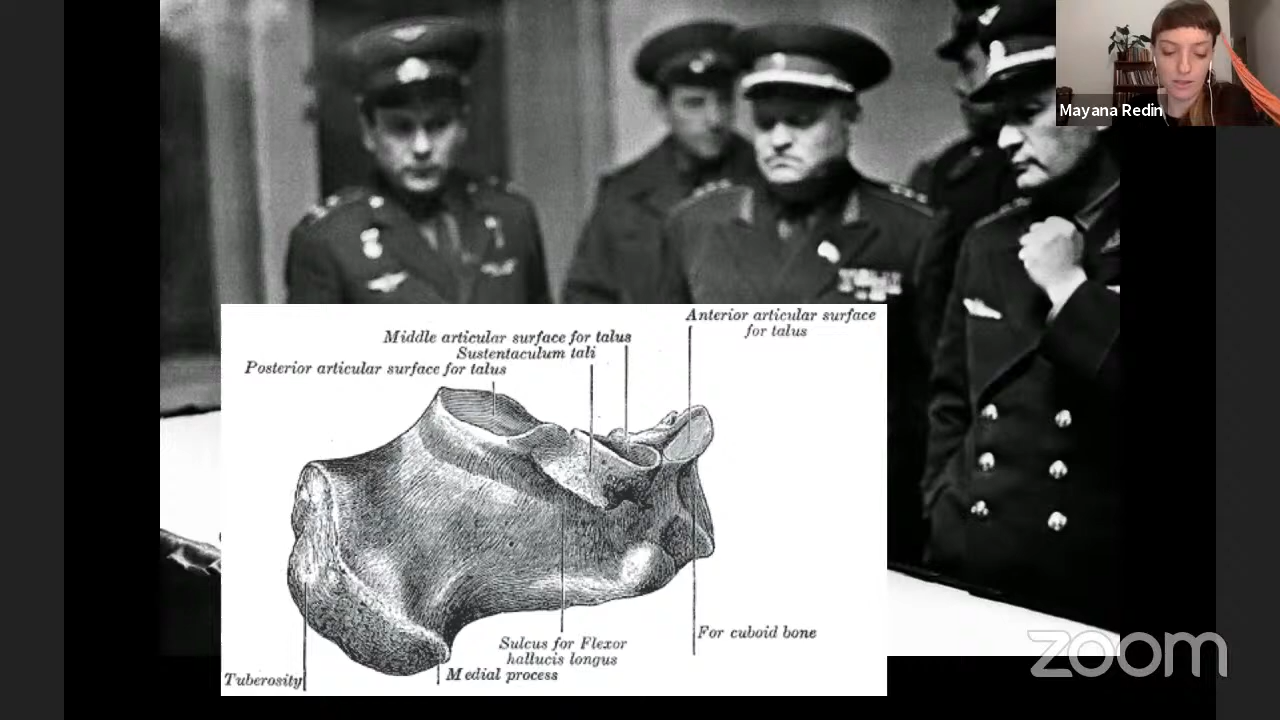 Mayana Redin
Anterior articular surface
for talus
Middle articular surface for talus
Sustentaculum tali
Posterior articular surface for talus
Sulcus for Flexor
hallucis longus
For cuboid bone
Medial process
Tuberosity
zoom